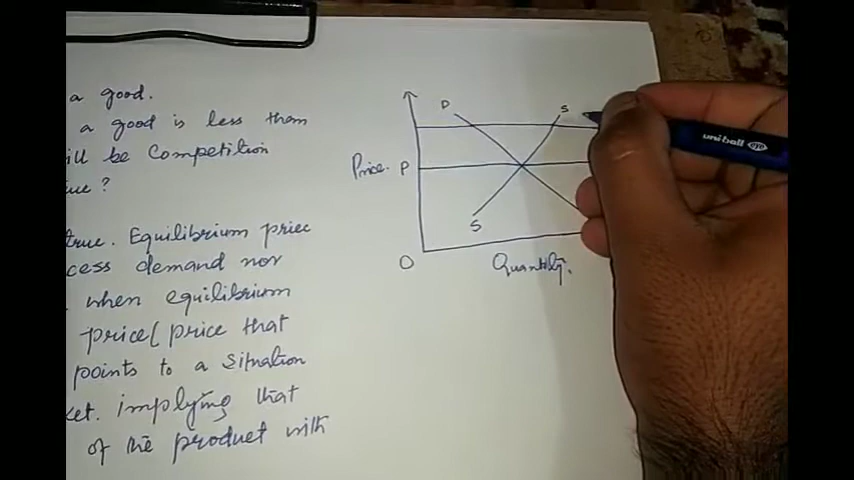 a good.
a good is less than
ill be Competition
true. Equilibrium price
cess demand nor
when equilibrium
price( price that
points to a situation
ket. implying that
of the product with
D
S
Price.
P
S
O
Quantity.
uniball